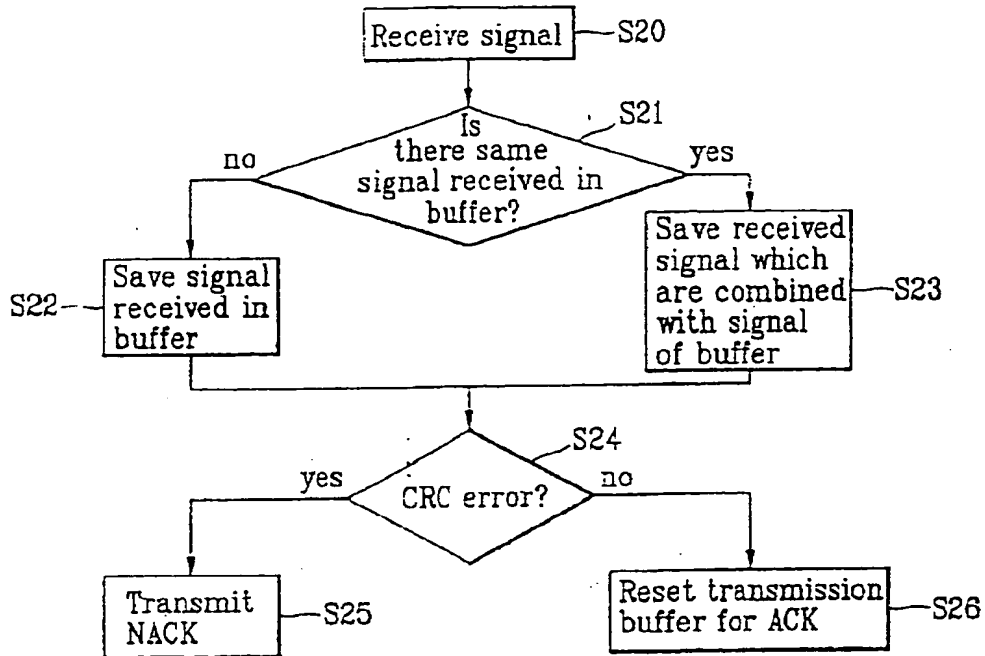 Receive signal
S20
Is
there same
signal received in
buffer?
S21
no
yes
Save signal
received in
buffer
S22
Save received
signal which
are combined
with signal
of buffer
S23
CRC error?
S24
yes
no
Transmit
NACK
S25
Reset transmission
buffer for ACK
S26